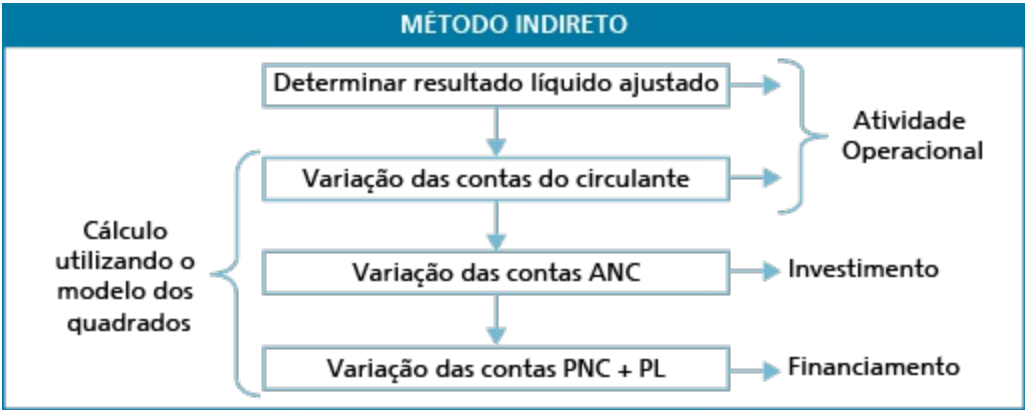 MÉTODO INDIRETO
Determinar resultado líquido ajustado
Atividade
Operacional
Variação das contas do circulante
Cálculo
utilizando o
modelo dos
quadrados
Variação das contas ANC
Investimento
Variação das contas PNC + PL
Financiamento